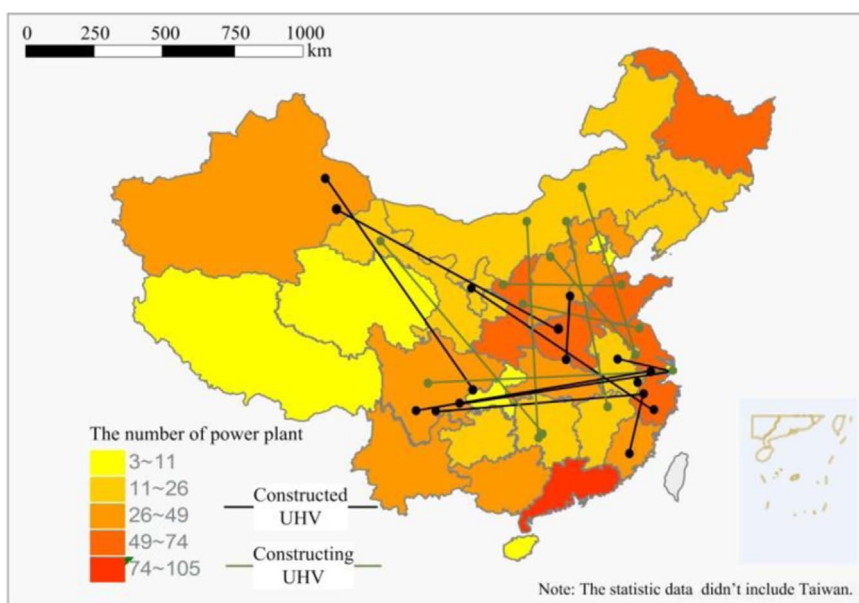 0 250 500 750 1000
km
The number of power plant
3~11
11~26
26~49
49~74
74~105
Constructed
UHV
Constructing
UHV
Note: The statistic data didn't include Taiwan.